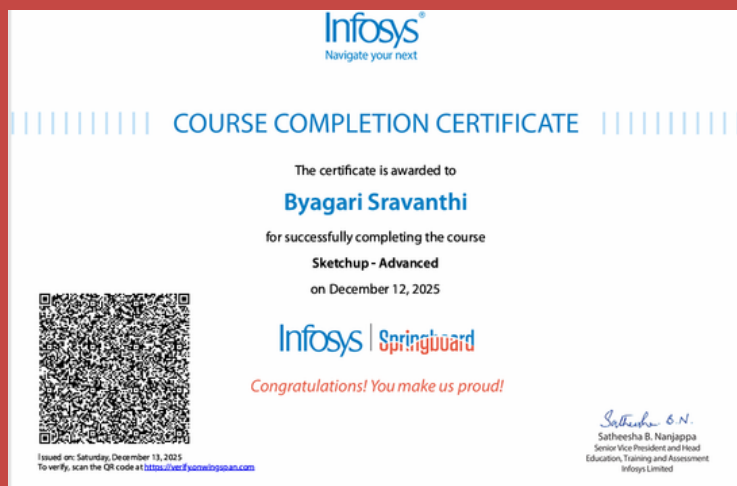 Infosys®
Navigate your next
COURSE COMPLETION CERTIFICATE
The certificate is awarded to
Byagari Sravanthi
for successfully completing the course
Sketchup - Advanced
on December 12, 2025
Infosys | Springboard
Congratulations! You make us proud!
Satheesha B. N.
Satheesha B. Nanjappa
Senior Vice President and Head
Education, Training and Assessment
Infosys Limited
Issued on: Saturday, December 13, 2025
To verify, scan the QR code at https://verify.onwingspan.com